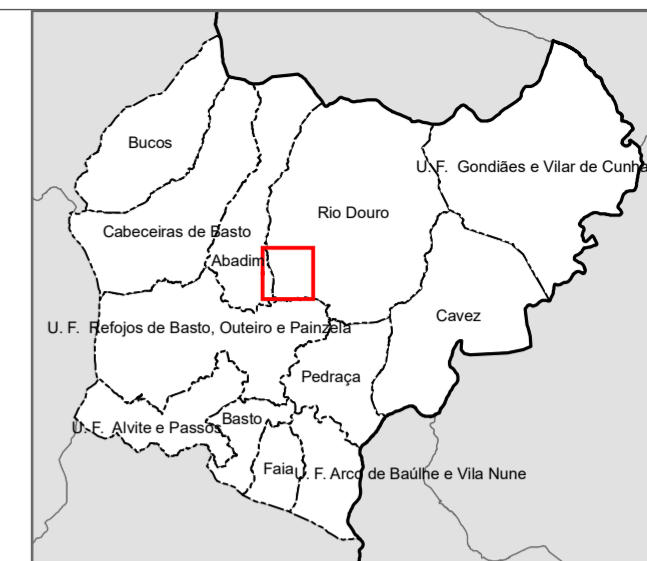 Bucos
U. F. Gondiães e Vilar de Cunha
Rio Douro
Cabeceiras de Basto
Abadim
Cavez
U. F. Refojos de Basto, Outeiro e Painzela
Pedraça
Basto
U. F. Alvite e Passos
Faia
U. F. Arco de Baúlhe e Vila Nune